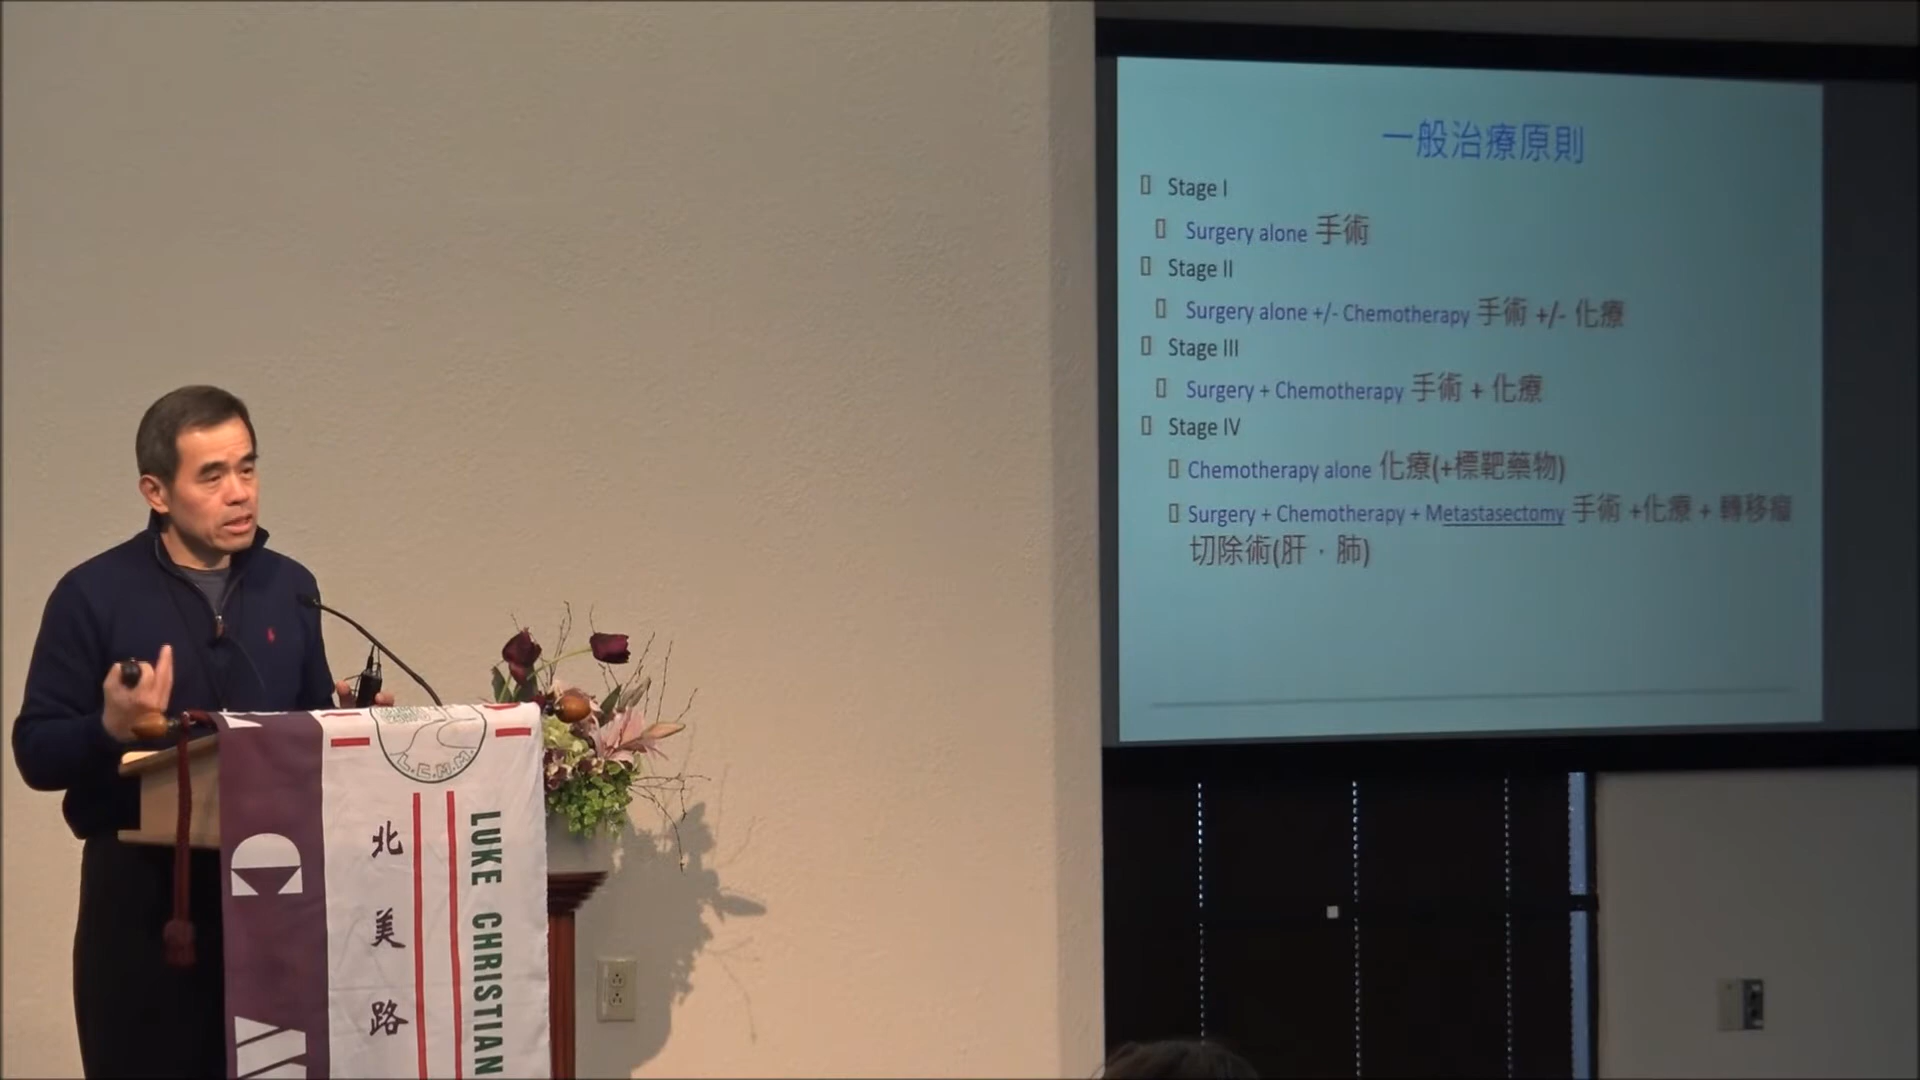 一般治療原則
Stage I
Surgery alone 手術
Stage II
Surgery alone +/- Chemotherapy 手術 +/- 化療
Stage III
Surgery + Chemotherapy 手術 + 化療
Stage IV
Chemotherapy alone 化療(+標靶藥物)
Surgery + Chemotherapy + Metastasectomy 手術 +化療 + 轉移瘤
切除術(肝．肺)
L.C.M.M.
北美路
LUKE CHRISTIAN